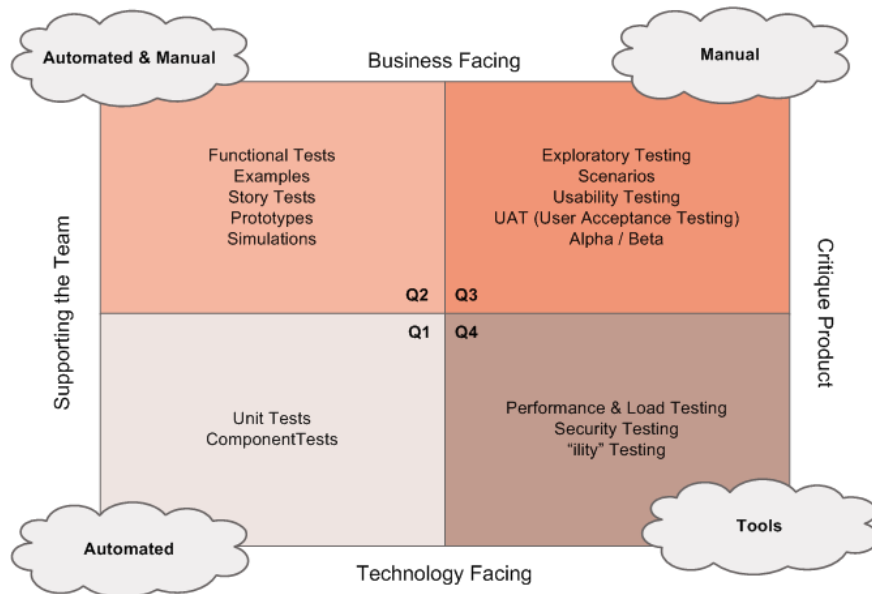 Automated & Manual
Business Facing
Manual
Functional Tests
Examples
Story Tests
Prototypes
Simulations
Exploratory Testing
Scenarios
Usability Testing
UAT (User Acceptance Testing)
Alpha / Beta
Supporting the Team
Critique Product
Q2
Q3
Q1
Q4
Unit Tests
ComponentTests
Performance & Load Testing
Security Testing
“ility” Testing
Automated
Technology Facing
Tools